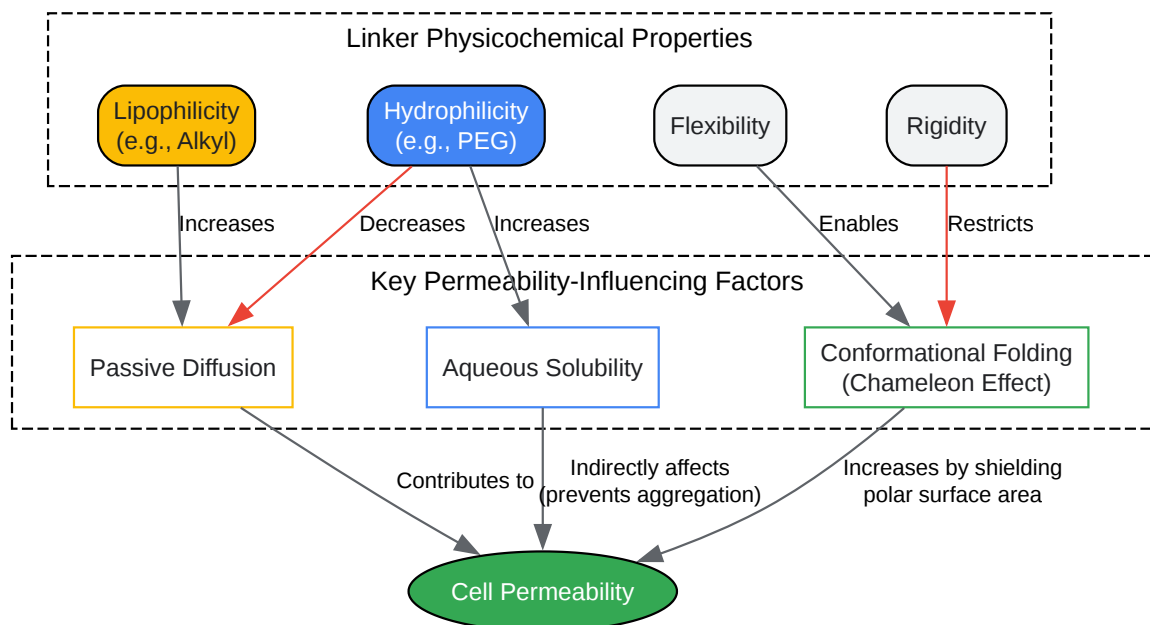 Linker Physicochemical Properties
Lipophilicity
(e.g., Alkyl)
Hydrophilicity
(e.g., PEG)
Flexibility
Rigidity
Increases
Decreases
Increases
Enables
Restricts
Key Permeability-Influencing Factors
Passive Diffusion
Aqueous Solubility
Conformational Folding
(Chameleon Effect)
Contributes to
Indirectly affects
(prevents aggregation)
Increases by shielding
polar surface area
Cell Permeability